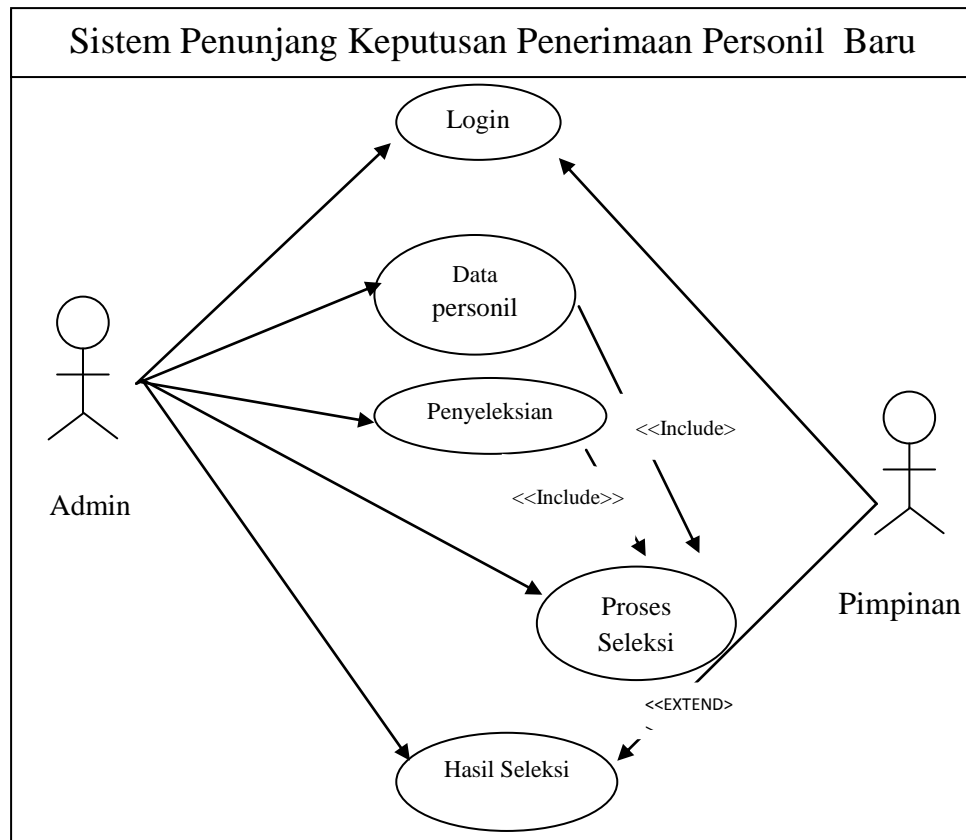 Sistem Penunjang Keputusan Penerimaan Personil Baru
Login
Data
personil
Penyeleksian
<<Include>
<<Include>>
Admin
Pimpinan
Proses
Seleksi
<<EXTEND>
>
Hasil Seleksi